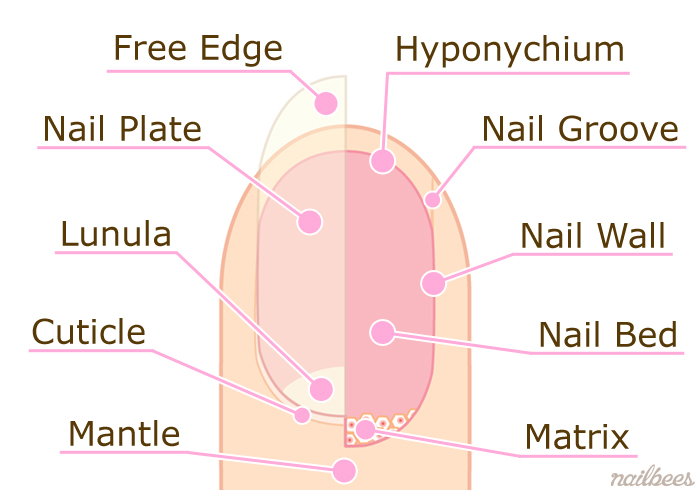 Free Edge
Hyponychium
Nail Plate
Nail Groove
Lunula
Nail Wall
Cuticle
Nail Bed
Mantle
Matrix
nailbees